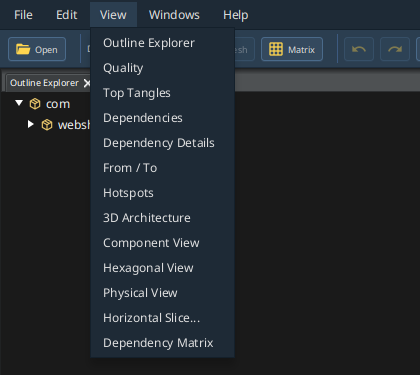 File Edit View Windows Help
Open Matrix
Outline Explorer
com
Outline Explorer
Quality
Top Tangles
Dependencies
Dependency Details
From / To
Hotspots
3D Architecture
Component View
Hexagonal View
Physical View
Horizontal Slice...
Dependency Matrix